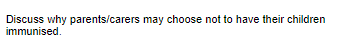 Discuss why parents/carers may choose not to have their children
immunised.